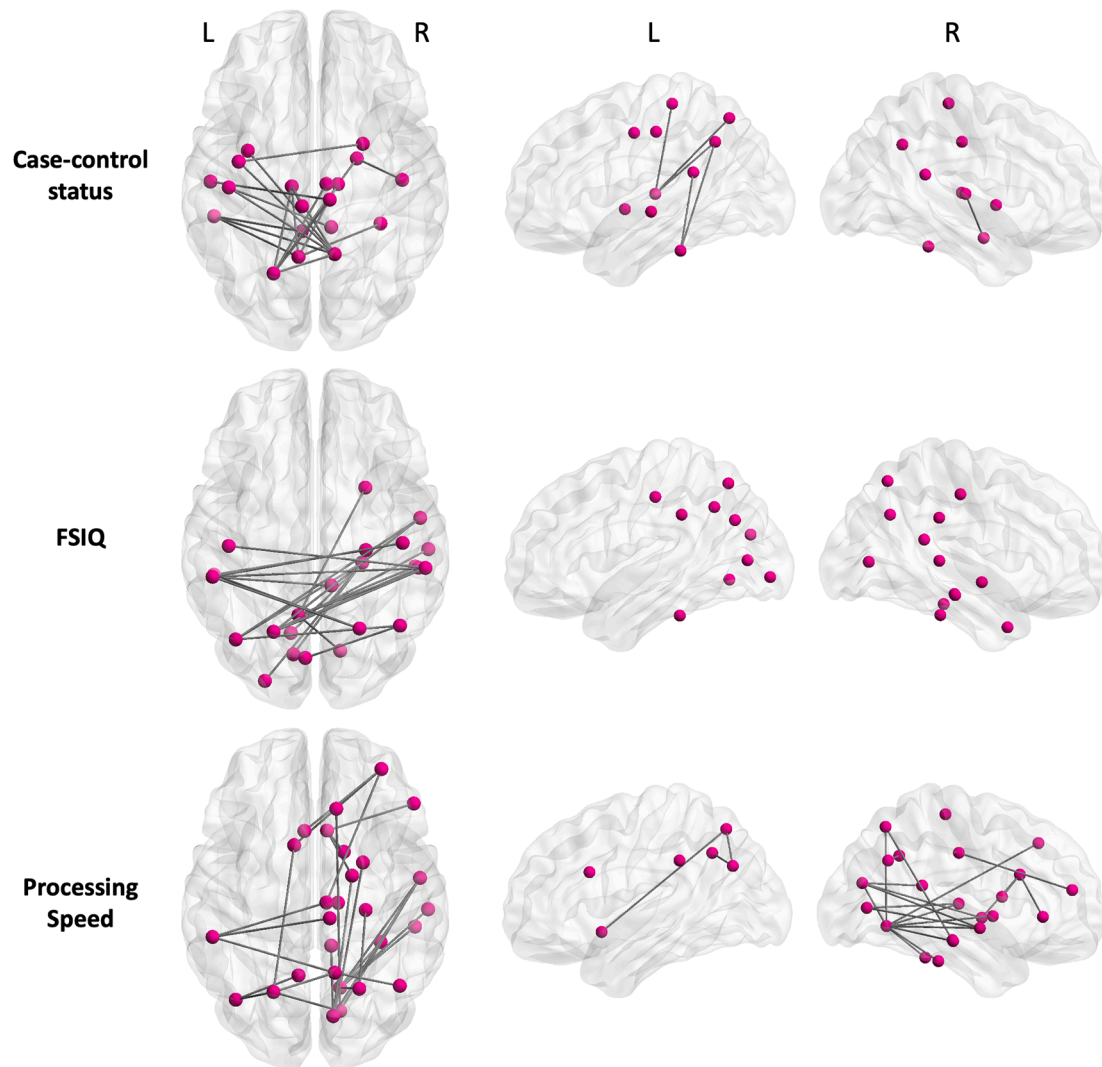 L R L R
Case-control
status
FSIQ
Processing
Speed